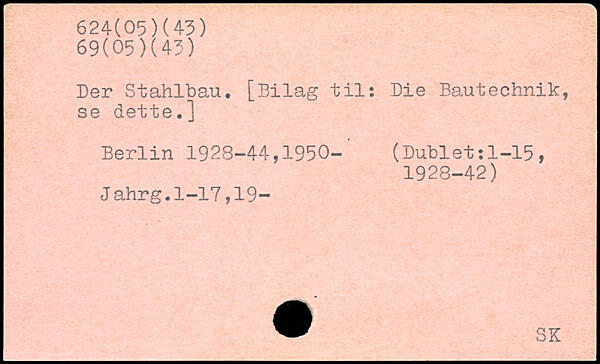 624(05)(43)
69(05)(43)
Der Stahlbau. [Bilag til: Die Bautechnik,
se dette.]
Berlin 1928-44,1950- (Dublet:1-15,
1928-42)
Jahrg.1-17,19-
SK